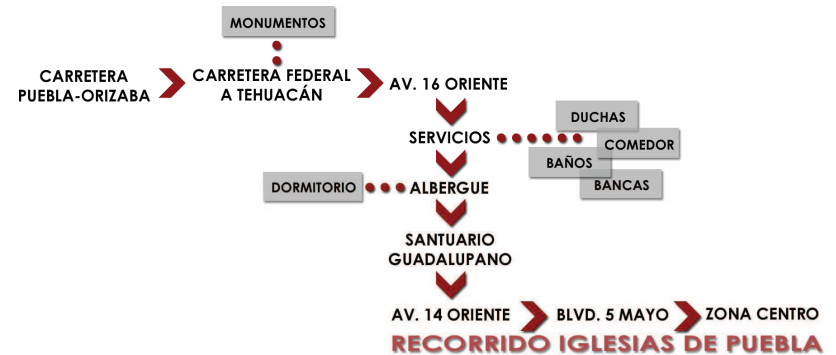 MONUMENTOS
CARRETERA
PUEBLA-ORIZABA
CARRETERA FEDERAL
A TEHUACÁN
AV. 16 ORIENTE
SERVICIOS
DUCHAS
COMEDOR
BAÑOS
BANCAS
DORMITORIO
ALBERGUE
SANTUARIO
GUADALUPANO
AV. 14 ORIENTE
BLVD. 5 MAYO
ZONA CENTRO
RECORRIDO IGLESIAS DE PUEBLA